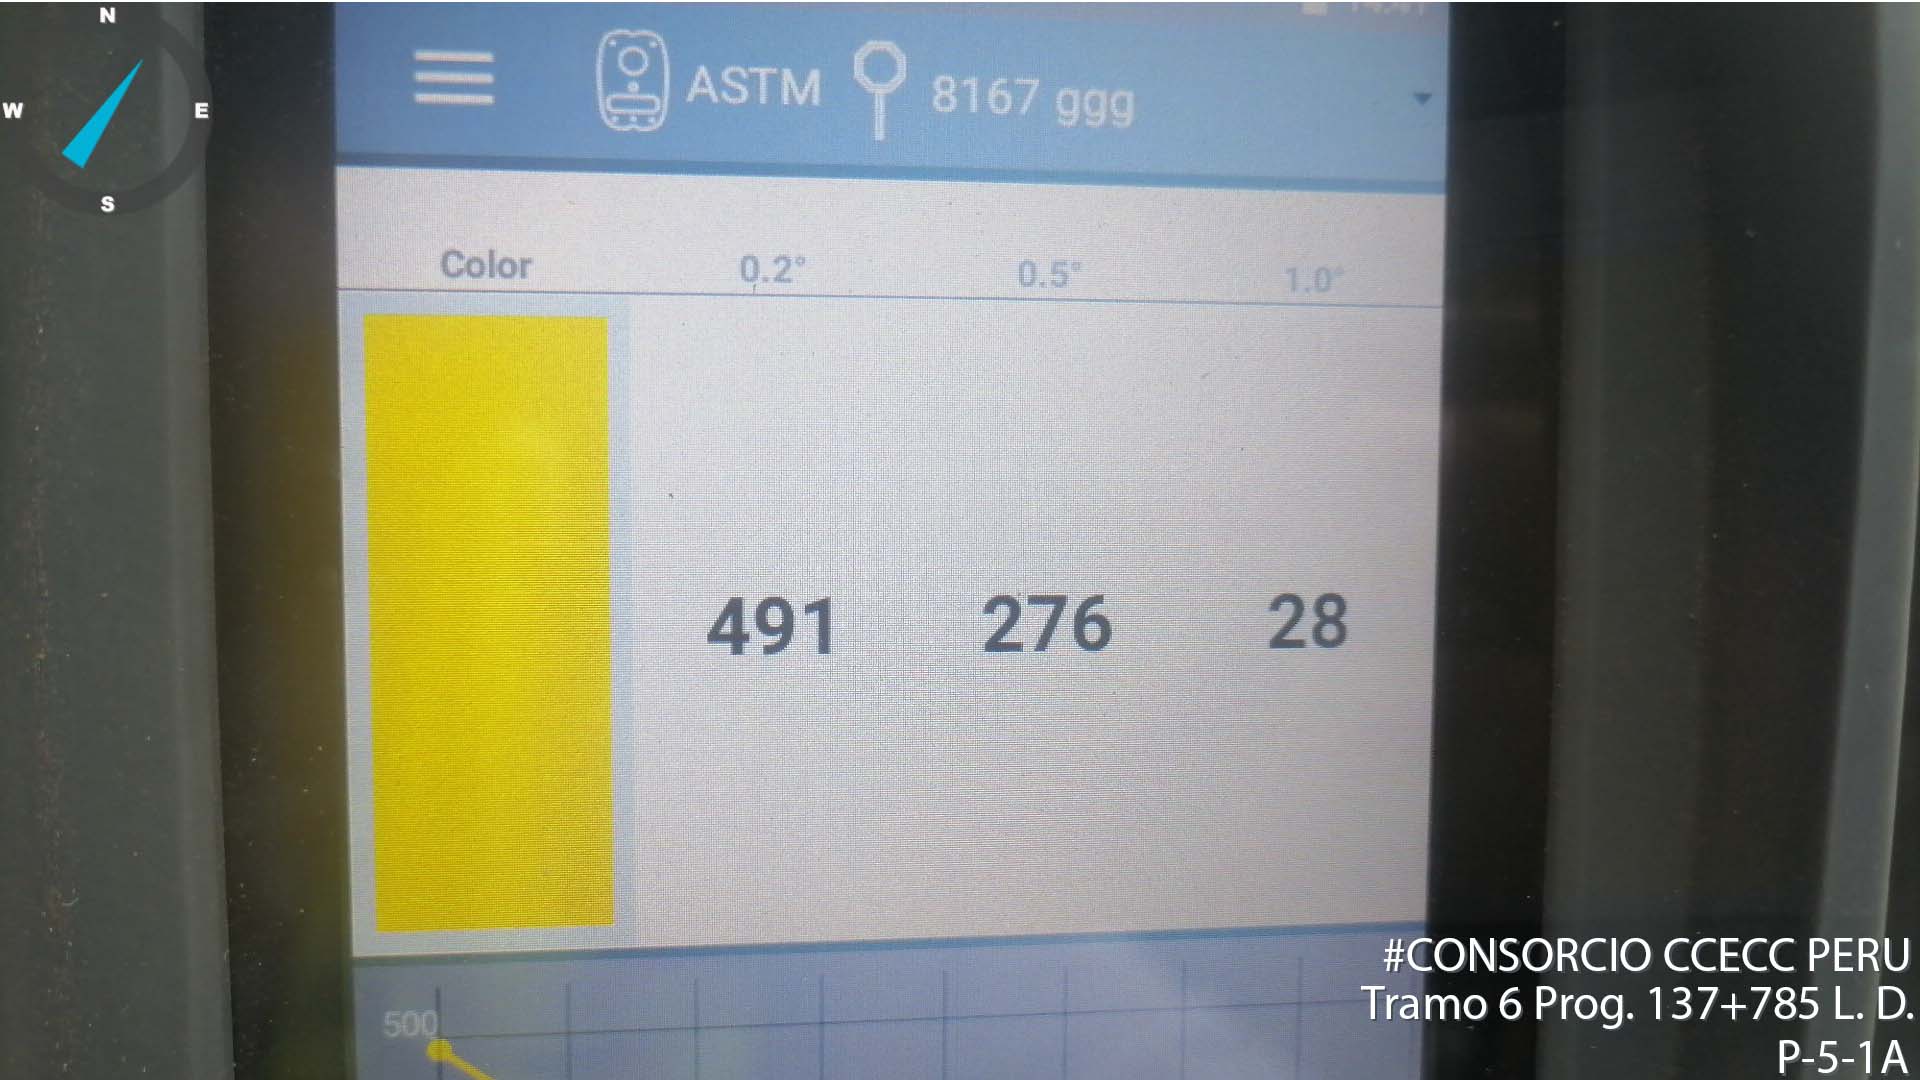 N
W E
S
ASTM 8167 ggg
Color 0.2° 0.5° 1.0°
491 276 28
500
#CONSORCIO CCECC PERU
Tramo 6 Prog. 137+785 L. D.
P-5-1A